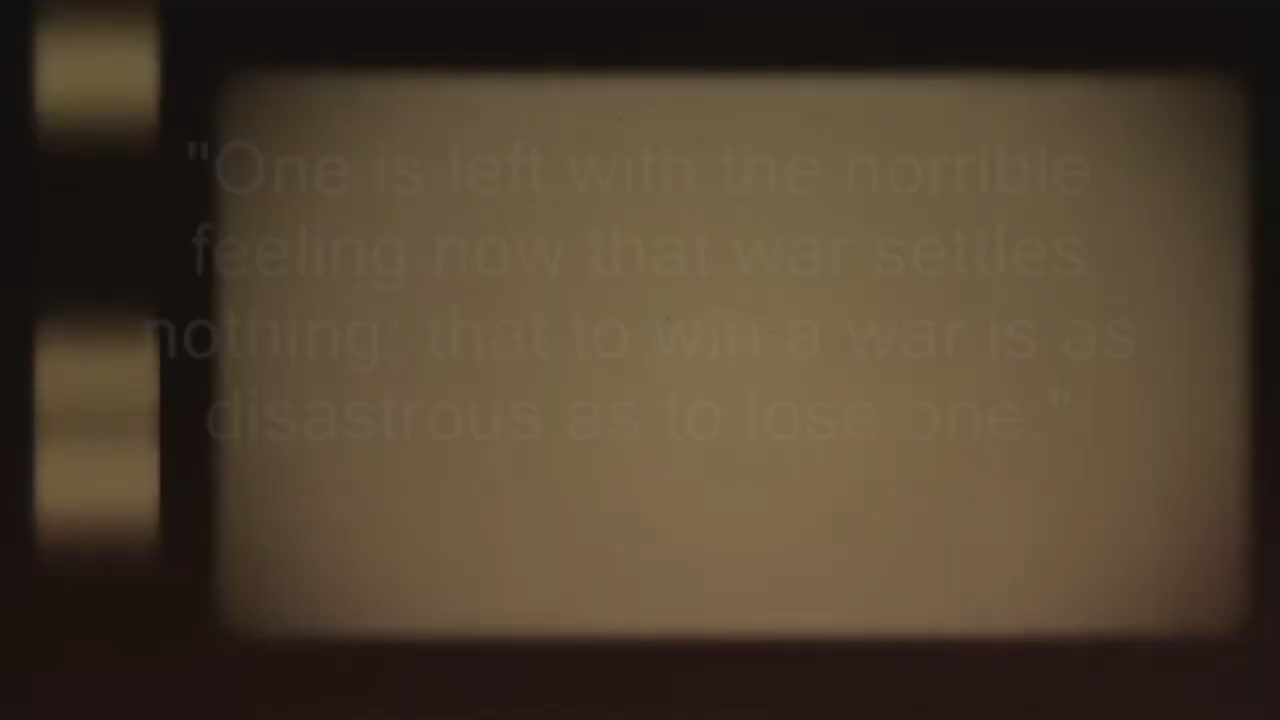 "One is left with the horrible
feeling now that war settles
nothing; that to win a war is as
disastrous as to lose one."